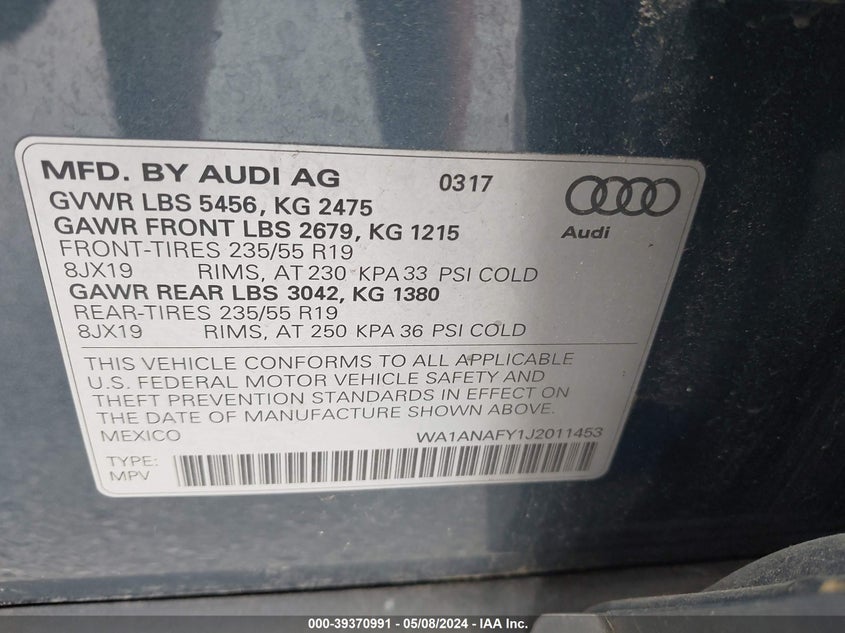 MFD. BY AUDI AG 0317
GVWR LBS 5456, KG 2475
GAWR FRONT LBS 2679, KG 1215
Audi
FRONT-TIRES 235/55 R19
8JX19 RIMS, AT 230 KPA 33 PSI COLD
GAWR REAR LBS 3042, KG 1380
REAR-TIRES 235/55 R19
8JX19 RIMS, AT 250 KPA 36 PSI COLD
THIS VEHICLE CONFORMS TO ALL APPLICABLE
U.S. FEDERAL MOTOR VEHICLE SAFETY AND
THEFT PREVENTION STANDARDS IN EFFECT ON
THE DATE OF MANUFACTURE SHOWN ABOVE.
MEXICO WA1ANAFY1J2011453
TYPE:
MPV
000-39370991 - 05/08/2024 - IAA Inc.